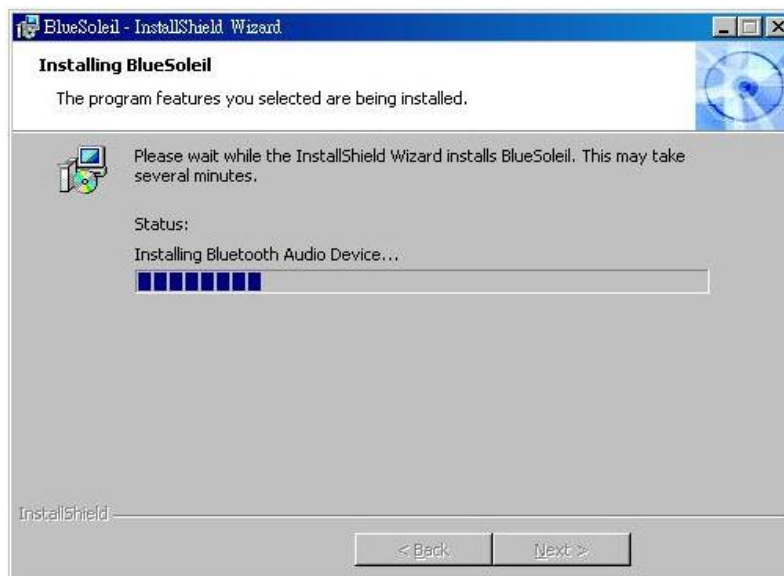 BlueSoleil - InstallShield Wizard
Installing BlueSoleil
The program features you selected are being installed.
Please wait while the InstallShield Wizard installs BlueSoleil. This may take
several minutes.
Status:
Installing Bluetooth Audio Device...
InstallShield
< Back
Next >